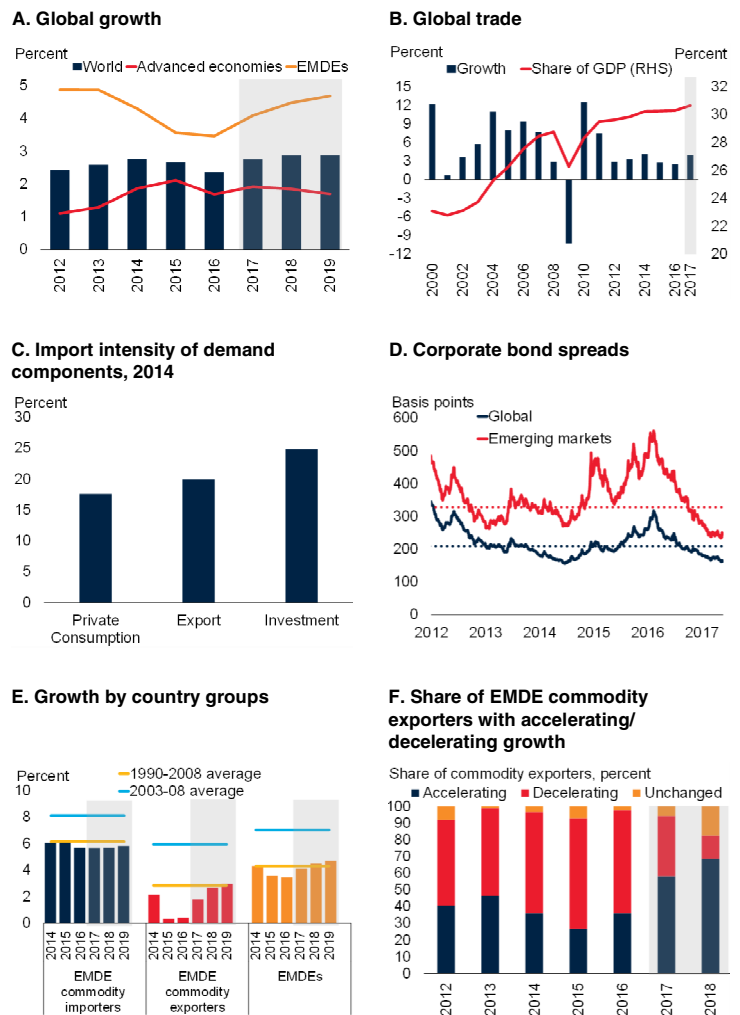 A. Global growth
Percent
World Advanced economies EMDEs
5
4
3
2
1
0
2012 2013 2014 2015 2016 2017 2018 2019
B. Global trade
Percent Percent
Growth Share of GDP (RHS)
15 32
12 30
9 28
6 26
3 24
0 22
-3 20
-6
-9
-12
2000 2002 2004 2006 2008 2010 2012 2014 2016 2017
C. Import intensity of demand
components, 2014
Percent
30
25
20
15
10
5
0
Private Export Investment
Consumption
D. Corporate bond spreads
Basis points
Global
Emerging markets
600
500
400
300
200
100
0
2012 2013 2014 2015 2016 2017
E. Growth by country groups
Percent
1990-2008 average
2003-08 average
10
8
6
4
2
0
2014 2015 2016 2017 2018 2019 2014 2015 2016 2017 2018 2019 2014 2015 2016 2017 2018 2019
EMDE EMDE EMDEs
commodity commodity
importers exporters
F. Share of EMDE commodity
exporters with accelerating/
decelerating growth
Share of commodity exporters, percent
Accelerating Decelerating Unchanged
100
90
80
70
60
50
40
30
20
10
0
2012 2013 2014 2015 2016 2017 2018